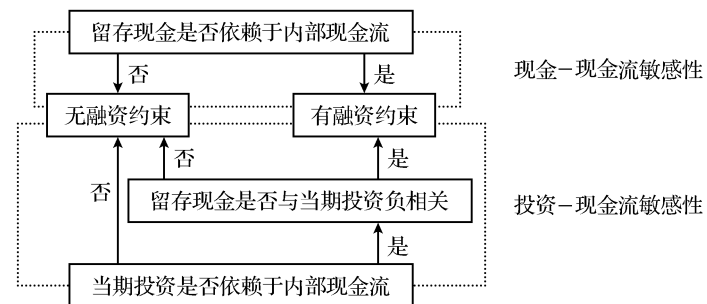 留存现金是否依赖于内部现金流
否
是
现金－现金流敏感性
无融资约束
有融资约束
否
是
否
留存现金是否与当期投资负相关
投资－现金流敏感性
是
当期投资是否依赖于内部现金流